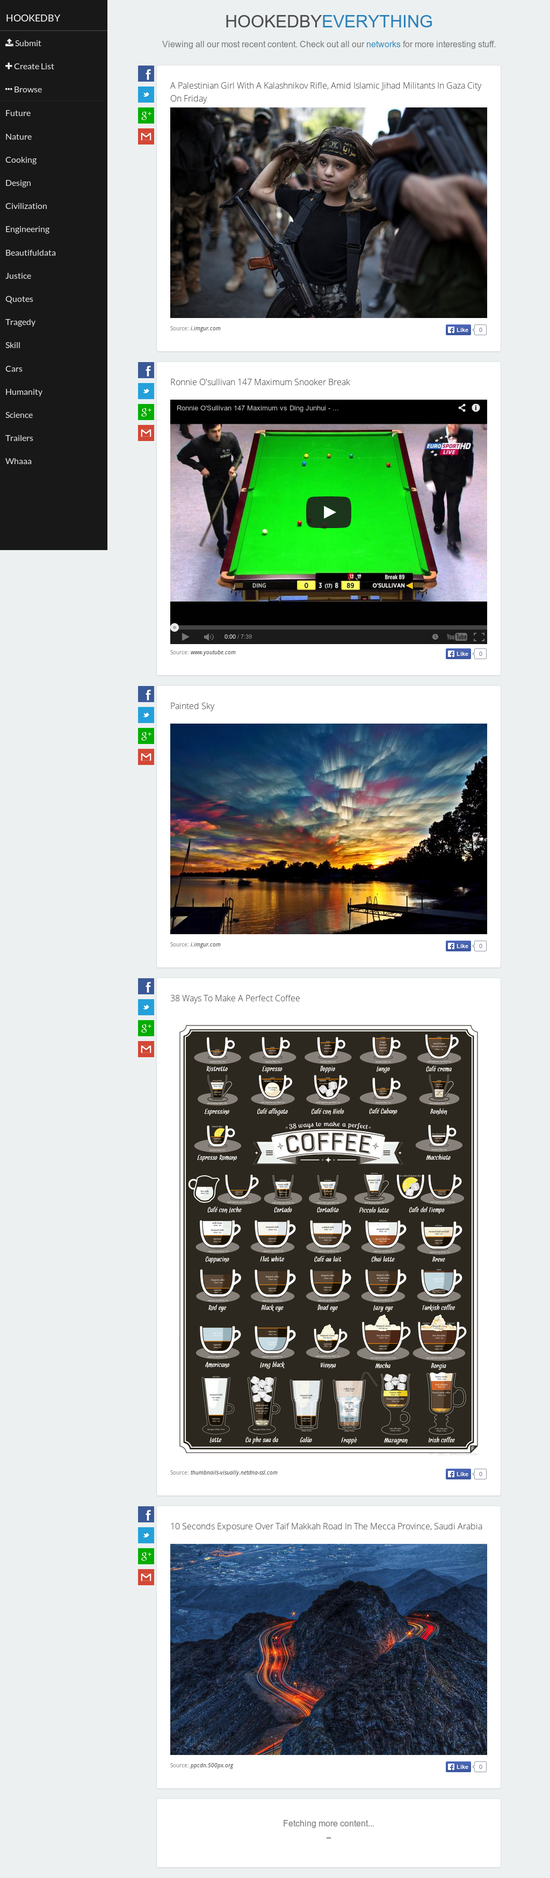 HOOKEDBY
Submit
Create List
Browse
Future
Nature
Cooking
Design
Civilization
Engineering
Beautifuldata
Justice
Quotes
Tragedy
Skill
Cars
Humanity
Science
Trailers
Whaaa
HOOKEDBYEVERYTHING
Viewing all our most recent content. Check out all our networks for more interesting stuff.
A Palestinian Girl With A Kalashnikov Rifle, Amid Islamic Jihad Militants In Gaza City
On Friday
Source: i.imgur.com
Like 0
Ronnie O'sullivan 147 Maximum Snooker Break
Ronnie O'Sullivan 147 Maximum vs Ding Junhui - ...
EUROSPORT HD
LIVE
Break 89
DING 0 3 (17) 8 89 O'SULLIVAN
0:00 / 7:39
YouTube
Source: www.youtube.com
Like 0
Painted Sky
Source: i.imgur.com
Like 0
38 Ways To Make A Perfect Coffee
Ristretto Espresso Doppio Lungo Café crema
Espressino Café affogato Café con Hielo Café Cubano Bonbón
38 ways to make a perfect
COFFEE
Espresso Romano Macchiato
Café con Leche Cortado Cortadito Piccolo latte Café del Tiempo
Cappucino Flat white Café au lait Chai latte Breve
Red eye Black eye Dead eye Lazy eye Turkish coffee
Americano Long black Vienna Mocha Borgia
Latte Ca phe sua da Galão Frappé Mazagran Irish coffee
Source: thumbnails-visually.netdna-ssl.com
Like 0
10 Seconds Exposure Over Taif Makkah Road In The Mecca Province, Saudi Arabia
Source: ppcdn.500px.org
Like 0
Fetching more content...